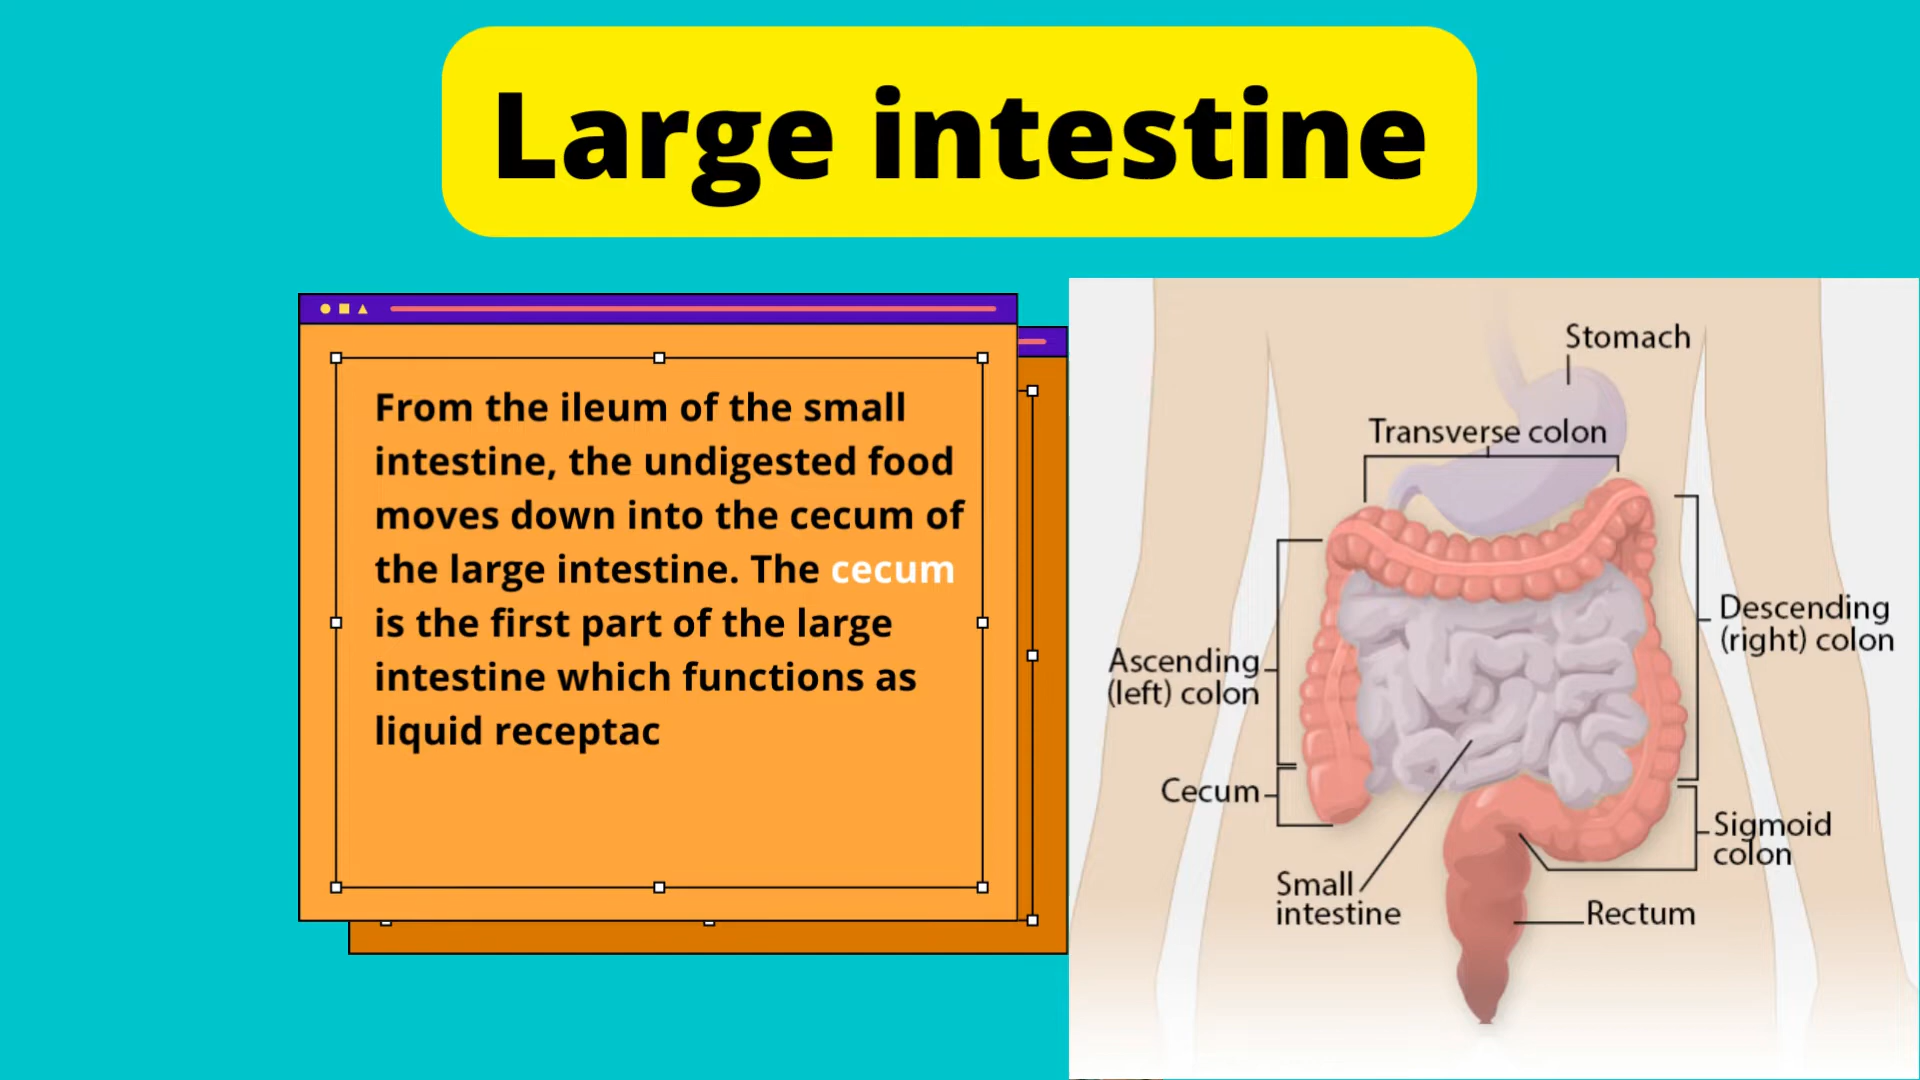 Large intestine
From the ileum of the small
intestine, the undigested food
moves down into the cecum of
the large intestine. The cecum
is the first part of the large
intestine which functions as
liquid receptac
Stomach
Transverse colon
Descending
(right) colon
Ascending
(left) colon
Cecum
Sigmoid
colon
Small
intestine
Rectum